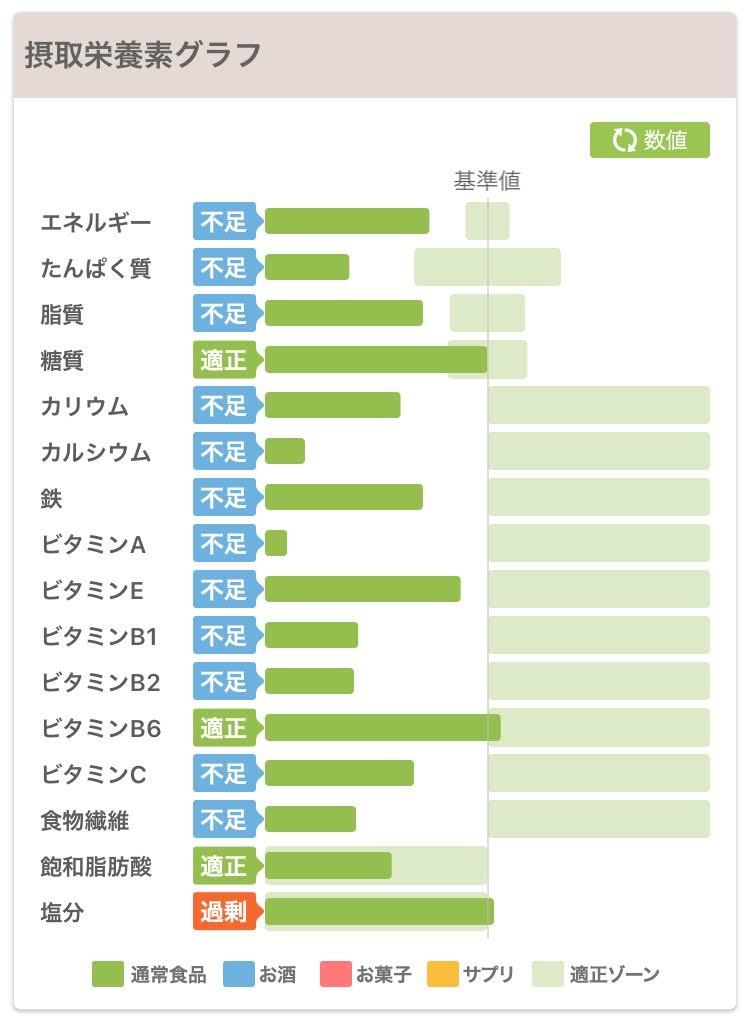 摂取栄養素グラフ
数値
基準値
エネルギー 不足
たんぱく質 不足
脂質 不足
糖質 適正
カリウム 不足
カルシウム 不足
鉄 不足
ビタミンA 不足
ビタミンE 不足
ビタミンB1 不足
ビタミンB2 不足
ビタミンB6 適正
ビタミンC 不足
食物繊維 不足
飽和脂肪酸 適正
塩分 過剰
通常食品 お酒 お菓子 サプリ 適正ゾーン